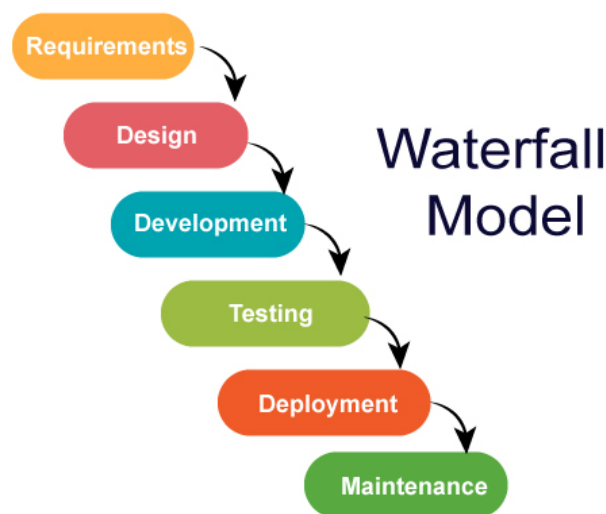 Requirements
Design
Waterfall
Model
Development
Testing
Deployment
Maintenance